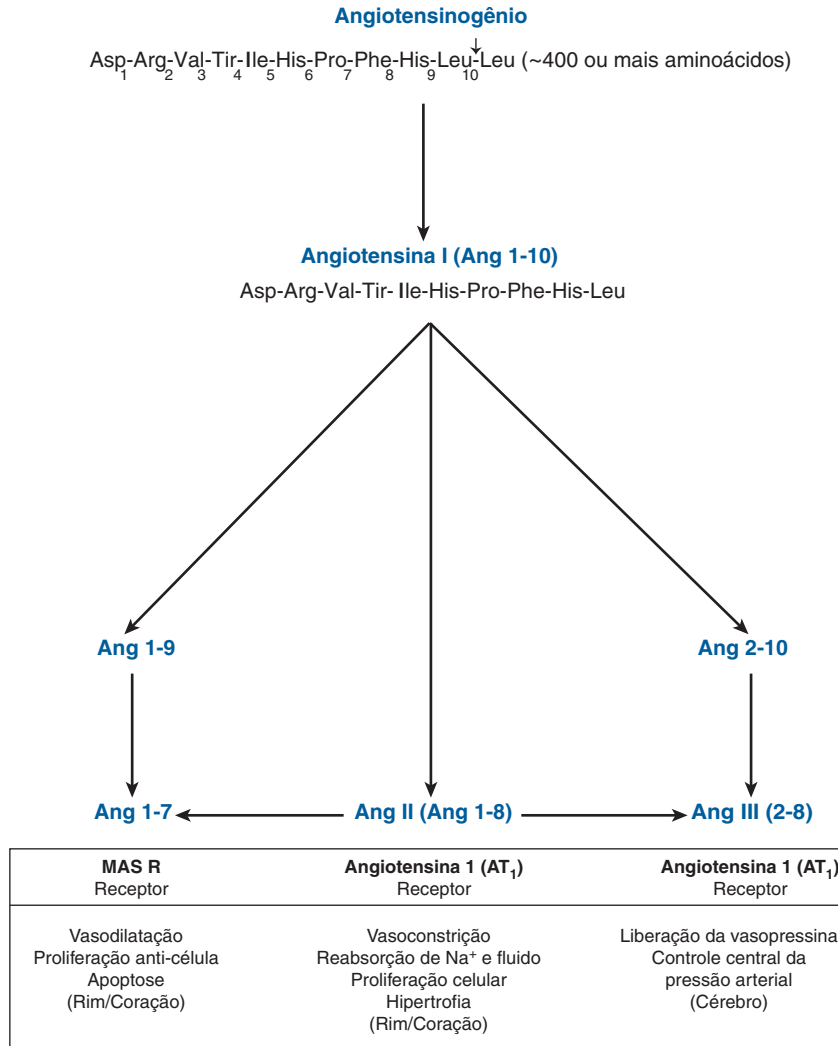 Angiotensinogênio
↓
Asp-Arg-Val-Tir-Ile-His-Pro-Phe-His-Leu-Leu (~400 ou mais aminoácidos)
1 2 3 4 5 6 7 8 9 10
Angiotensina I (Ang 1-10)
Asp-Arg-Val-Tir- Ile-His-Pro-Phe-His-Leu
Ang 1-9 Ang 2-10
Ang 1-7 Ang II (Ang 1-8) Ang III (2-8)
MAS R Angiotensina 1 (AT₁) Angiotensina 1 (AT₁)
Receptor Receptor Receptor
Vasodilatação Vasoconstrição Liberação da vasopressina
Proliferação anti-célula Reabsorção de Na⁺ e fluido Controle central da
Apoptose Proliferação celular pressão arterial
(Rim/Coração) Hipertrofia (Cérebro)
(Rim/Coração)